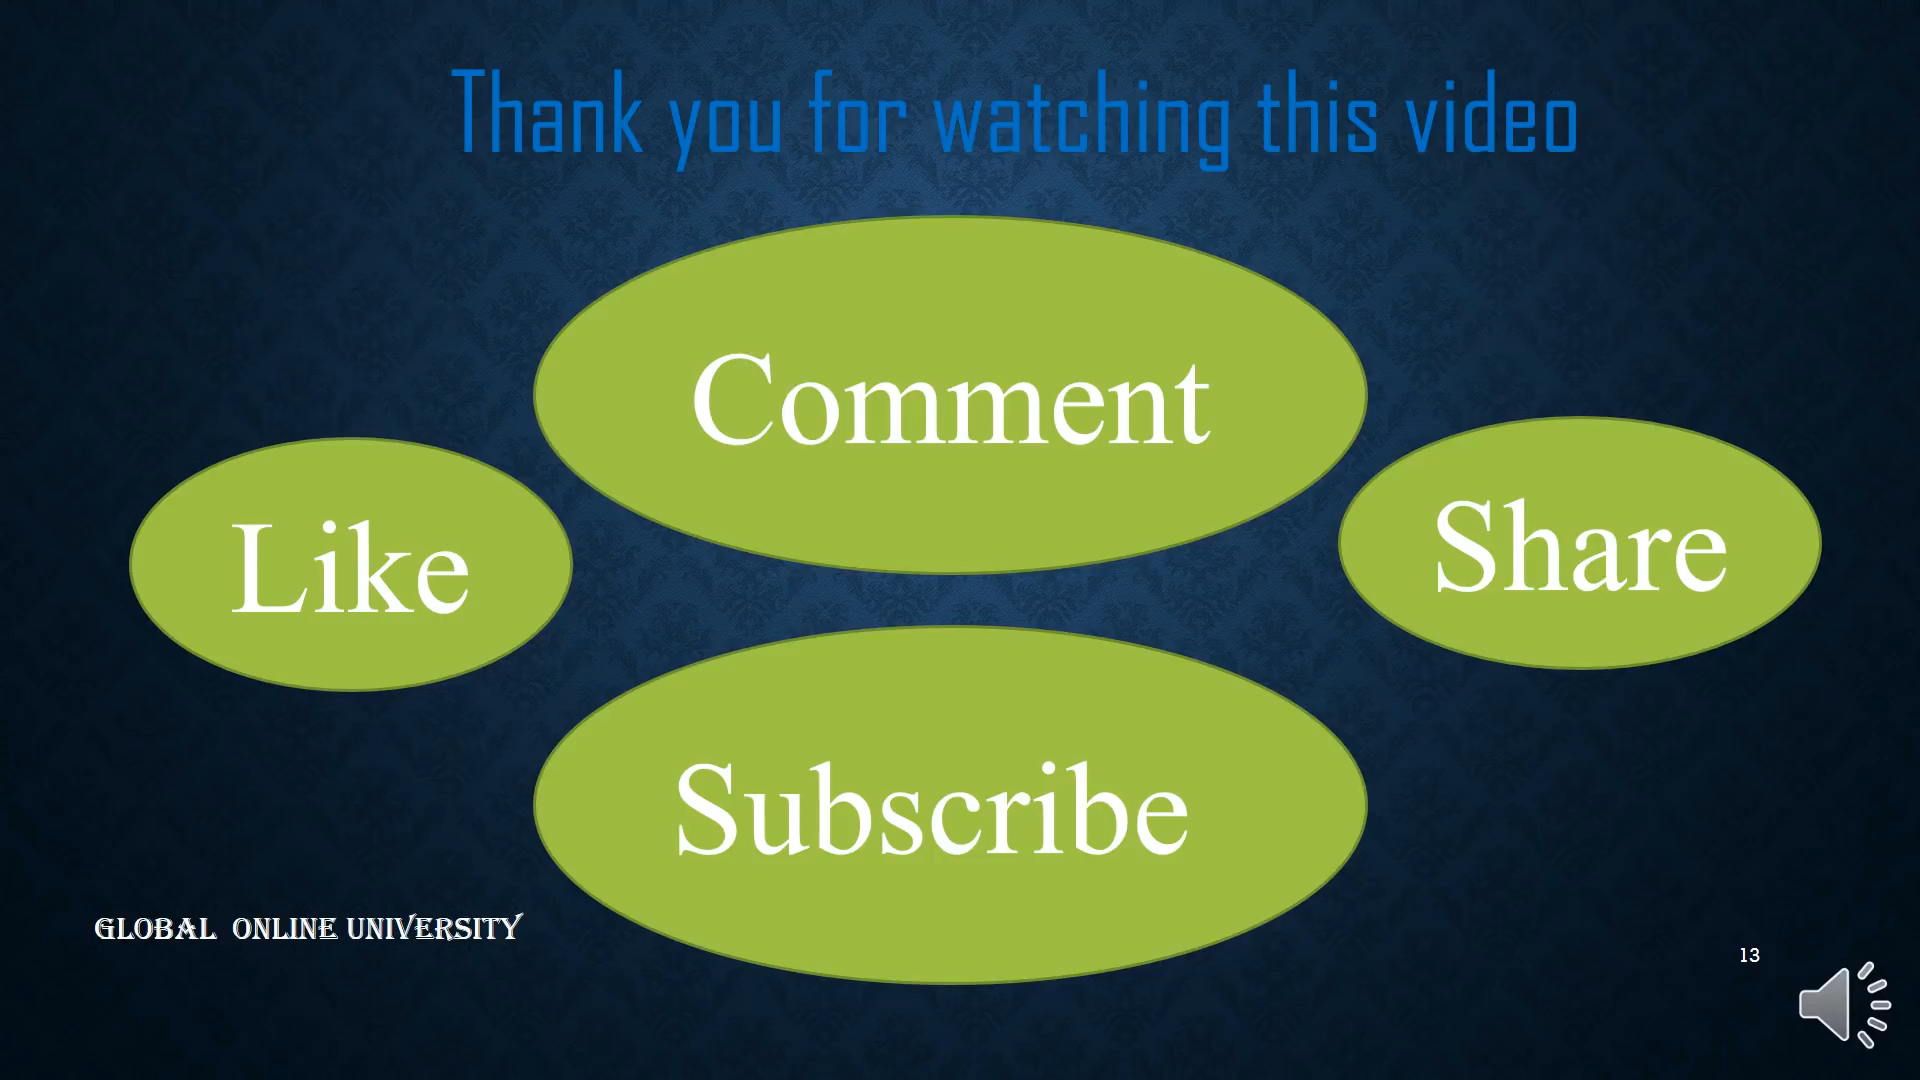 Thank you for watching this video
Comment
Like
Share
Subscribe
GLOBAL ONLINE UNIVERSITY
13